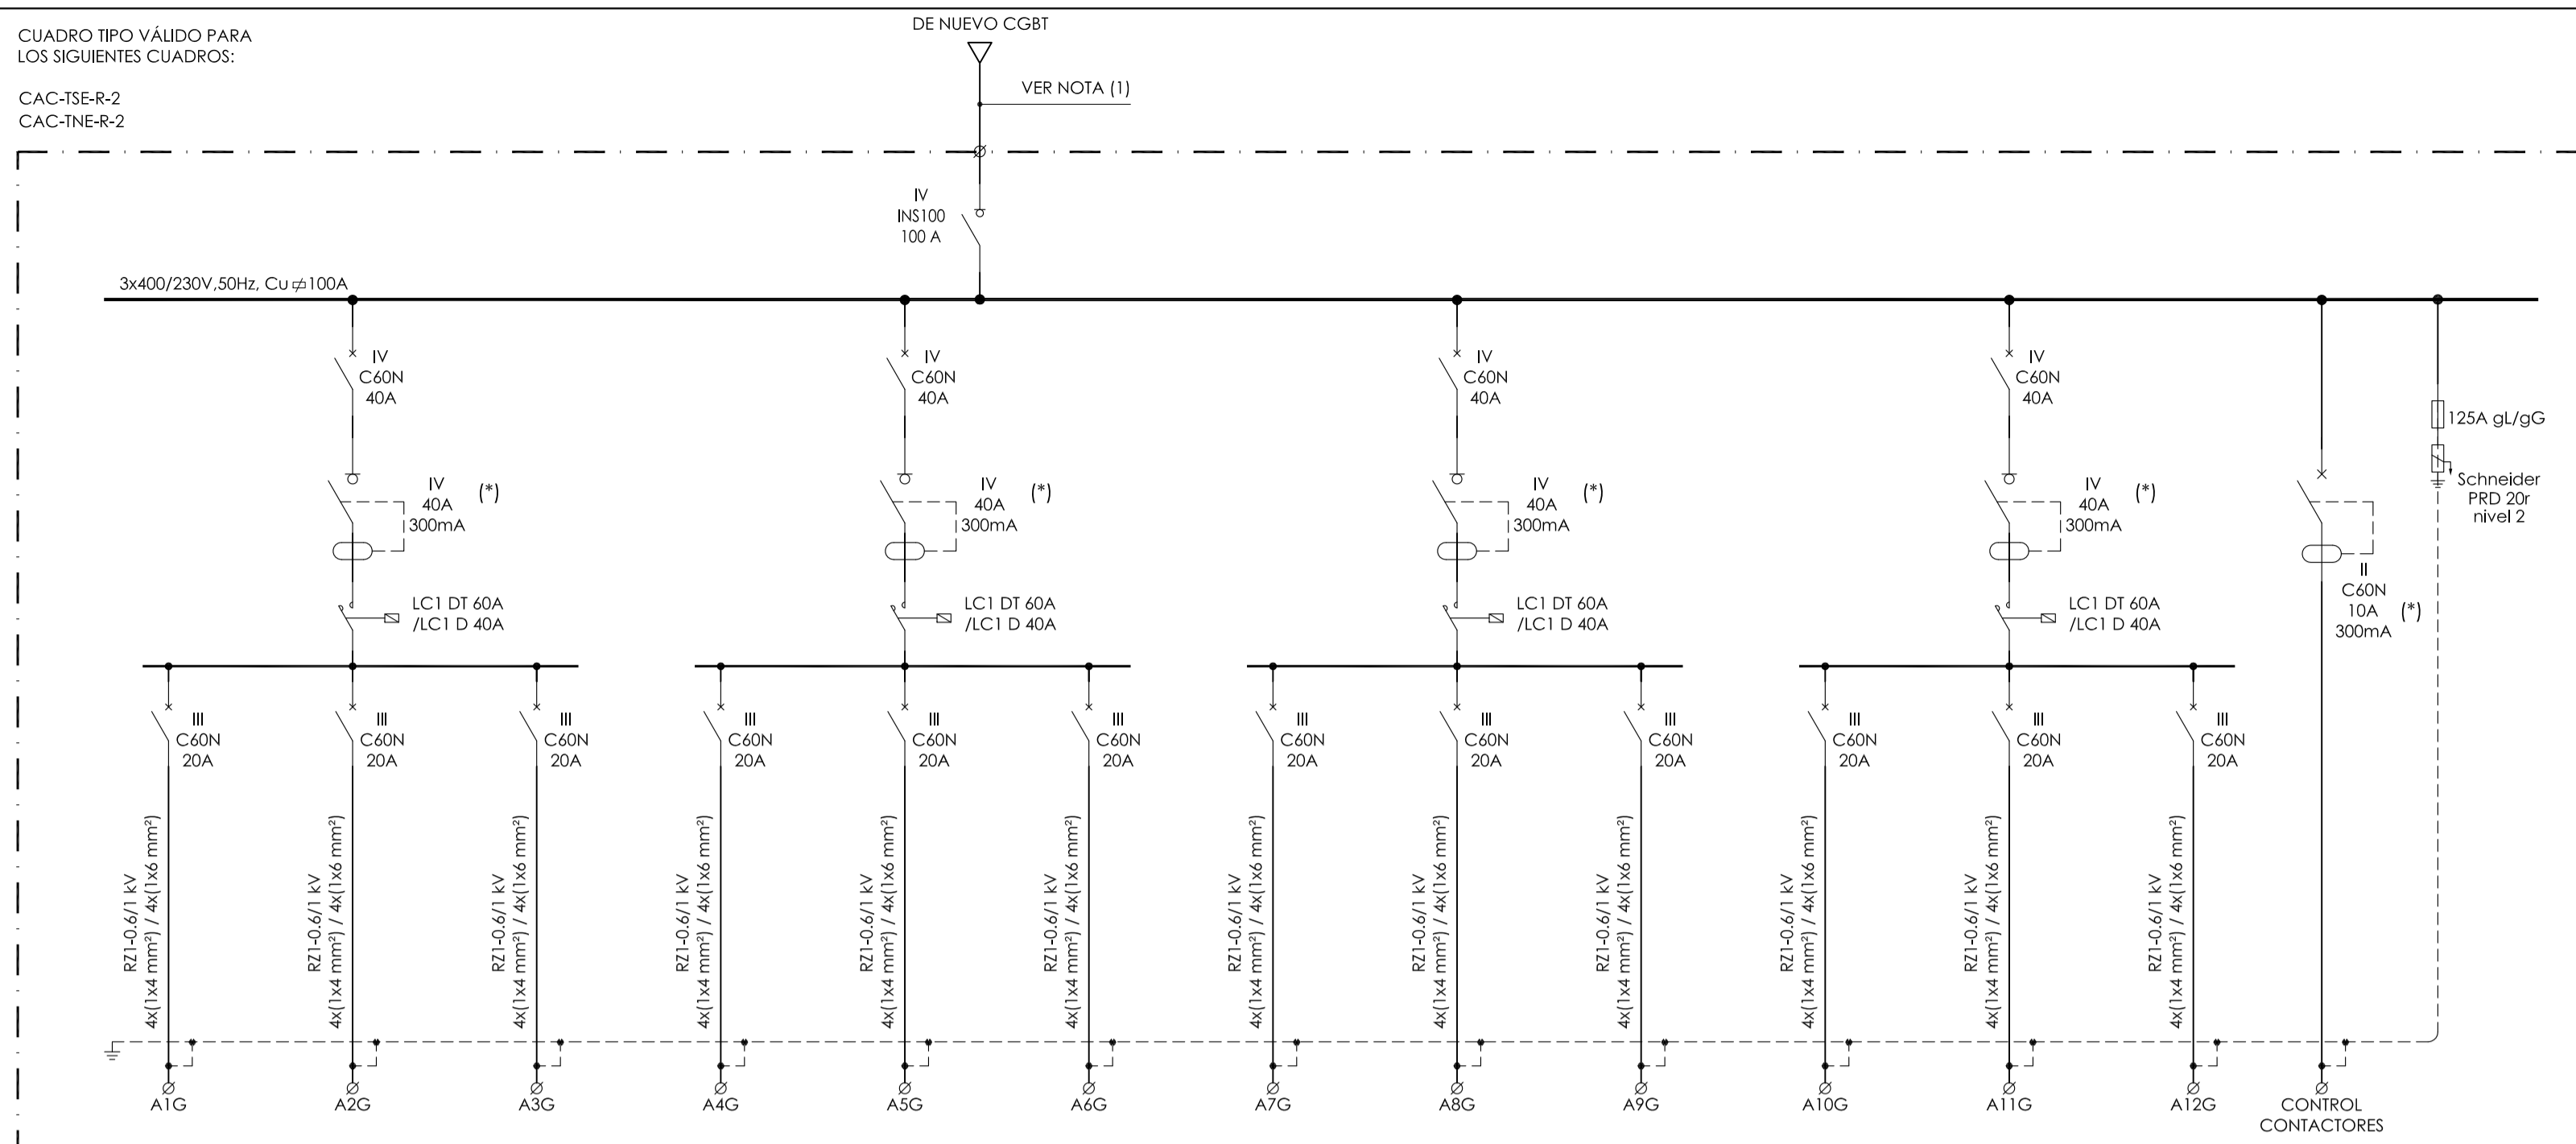 CUADRO TIPO VÁLIDO PARA
LOS SIGUIENTES CUADROS:
CAC-TSE-R-2
CAC-TNE-R-2
DE NUEVO CGBT
VER NOTA (1)
IV
INS100
100 A
3x400/230V,50Hz, Cu ⌭100A
IV
C60N
40A
IV
C60N
40A
IV
C60N
40A
IV
C60N
40A
IV
40A
300mA
(*)
IV
40A
300mA
(*)
IV
40A
300mA
(*)
IV
40A
300mA
(*)
125A gL/gG
Schneider
PRD 20r
nivel 2
II
C60N
10A
300mA
(*)
LC1 DT 60A
/LC1 D 40A
LC1 DT 60A
/LC1 D 40A
LC1 DT 60A
/LC1 D 40A
LC1 DT 60A
/LC1 D 40A
III
C60N
20A
III
C60N
20A
III
C60N
20A
III
C60N
20A
III
C60N
20A
III
C60N
20A
III
C60N
20A
III
C60N
20A
III
C60N
20A
III
C60N
20A
III
C60N
20A
III
C60N
20A
RZ1-0.6/1 kV
4x(1x4 mm²) / 4x(1x6 mm²)
RZ1-0.6/1 kV
4x(1x4 mm²) / 4x(1x6 mm²)
RZ1-0.6/1 kV
4x(1x4 mm²) / 4x(1x6 mm²)
RZ1-0.6/1 kV
4x(1x4 mm²) / 4x(1x6 mm²)
RZ1-0.6/1 kV
4x(1x4 mm²) / 4x(1x6 mm²)
RZ1-0.6/1 kV
4x(1x4 mm²) / 4x(1x6 mm²)
RZ1-0.6/1 kV
4x(1x4 mm²) / 4x(1x6 mm²)
RZ1-0.6/1 kV
4x(1x4 mm²) / 4x(1x6 mm²)
RZ1-0.6/1 kV
4x(1x4 mm²) / 4x(1x6 mm²)
RZ1-0.6/1 kV
4x(1x4 mm²) / 4x(1x6 mm²)
RZ1-0.6/1 kV
4x(1x4 mm²) / 4x(1x6 mm²)
RZ1-0.6/1 kV
4x(1x4 mm²) / 4x(1x6 mm²)
A1G
A2G
A3G
A4G
A5G
A6G
A7G
A8G
A9G
A10G
A11G
A12G
CONTROL
CONTACTORES